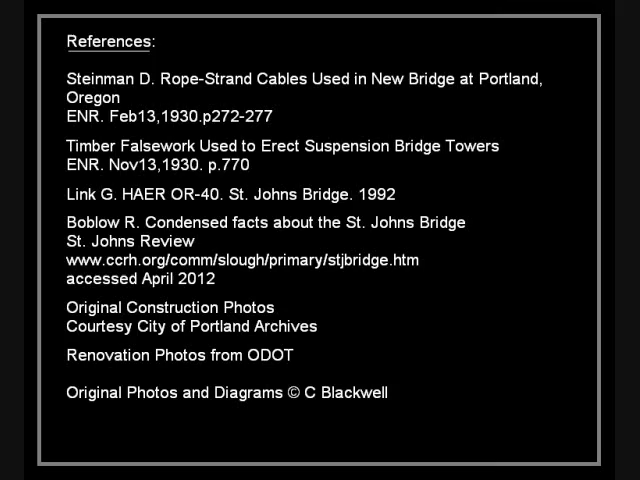 References:
Steinman D. Rope-Strand Cables Used in New Bridge at Portland,
Oregon
ENR. Feb13,1930.p272-277
Timber Falsework Used to Erect Suspension Bridge Towers
ENR. Nov13,1930. p.770
Link G. HAER OR-40. St. Johns Bridge. 1992
Boblow R. Condensed facts about the St. Johns Bridge
St. Johns Review
www.ccrh.org/comm/slough/primary/stjbridge.htm
accessed April 2012
Original Construction Photos
Courtesy City of Portland Archives
Renovation Photos from ODOT
Original Photos and Diagrams © C Blackwell